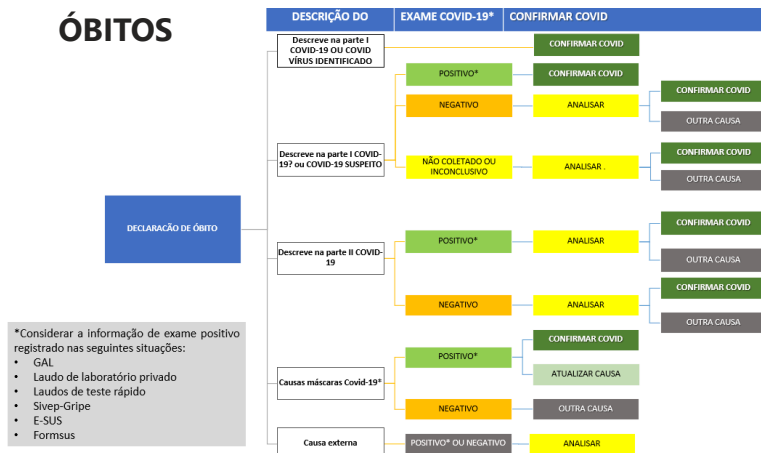 ÓBITOS
DESCRIÇÃO DO
EXAME COVID-19*
CONFIRMAR COVID
Descreve na parte I
COVID-19 OU COVID
VÍRUS IDENTIFICADO
CONFIRMAR COVID
POSITIVO*
CONFIRMAR COVID
NEGATIVO
ANALISAR
CONFIRMAR COVID
OUTRA CAUSA
Descreve na parte I COVID-
19? ou COVID-19 SUSPEITO
NÃO COLETADO OU
INCONCLUSIVO
ANALISAR .
CONFIRMAR COVID
OUTRA CAUSA
DECLARACÃO DE ÓBITO
Descreve na parte II COVID-
19
POSITIVO*
ANALISAR
CONFIRMAR COVID
OUTRA CAUSA
NEGATIVO
ANALISAR
CONFIRMAR COVID
OUTRA CAUSA
Causas máscaras Covid-19*
POSITIVO*
CONFIRMAR COVID
ATUALIZAR CAUSA
NEGATIVO
OUTRA CAUSA
Causa externa
POSITIVO* OU NEGATIVO
ANALISAR
*Considerar a informação de exame positivo
registrado nas seguintes situações:
• GAL
• Laudo de laboratório privado
• Laudos de teste rápido
• Sivep-Gripe
• E-SUS
• Formsus